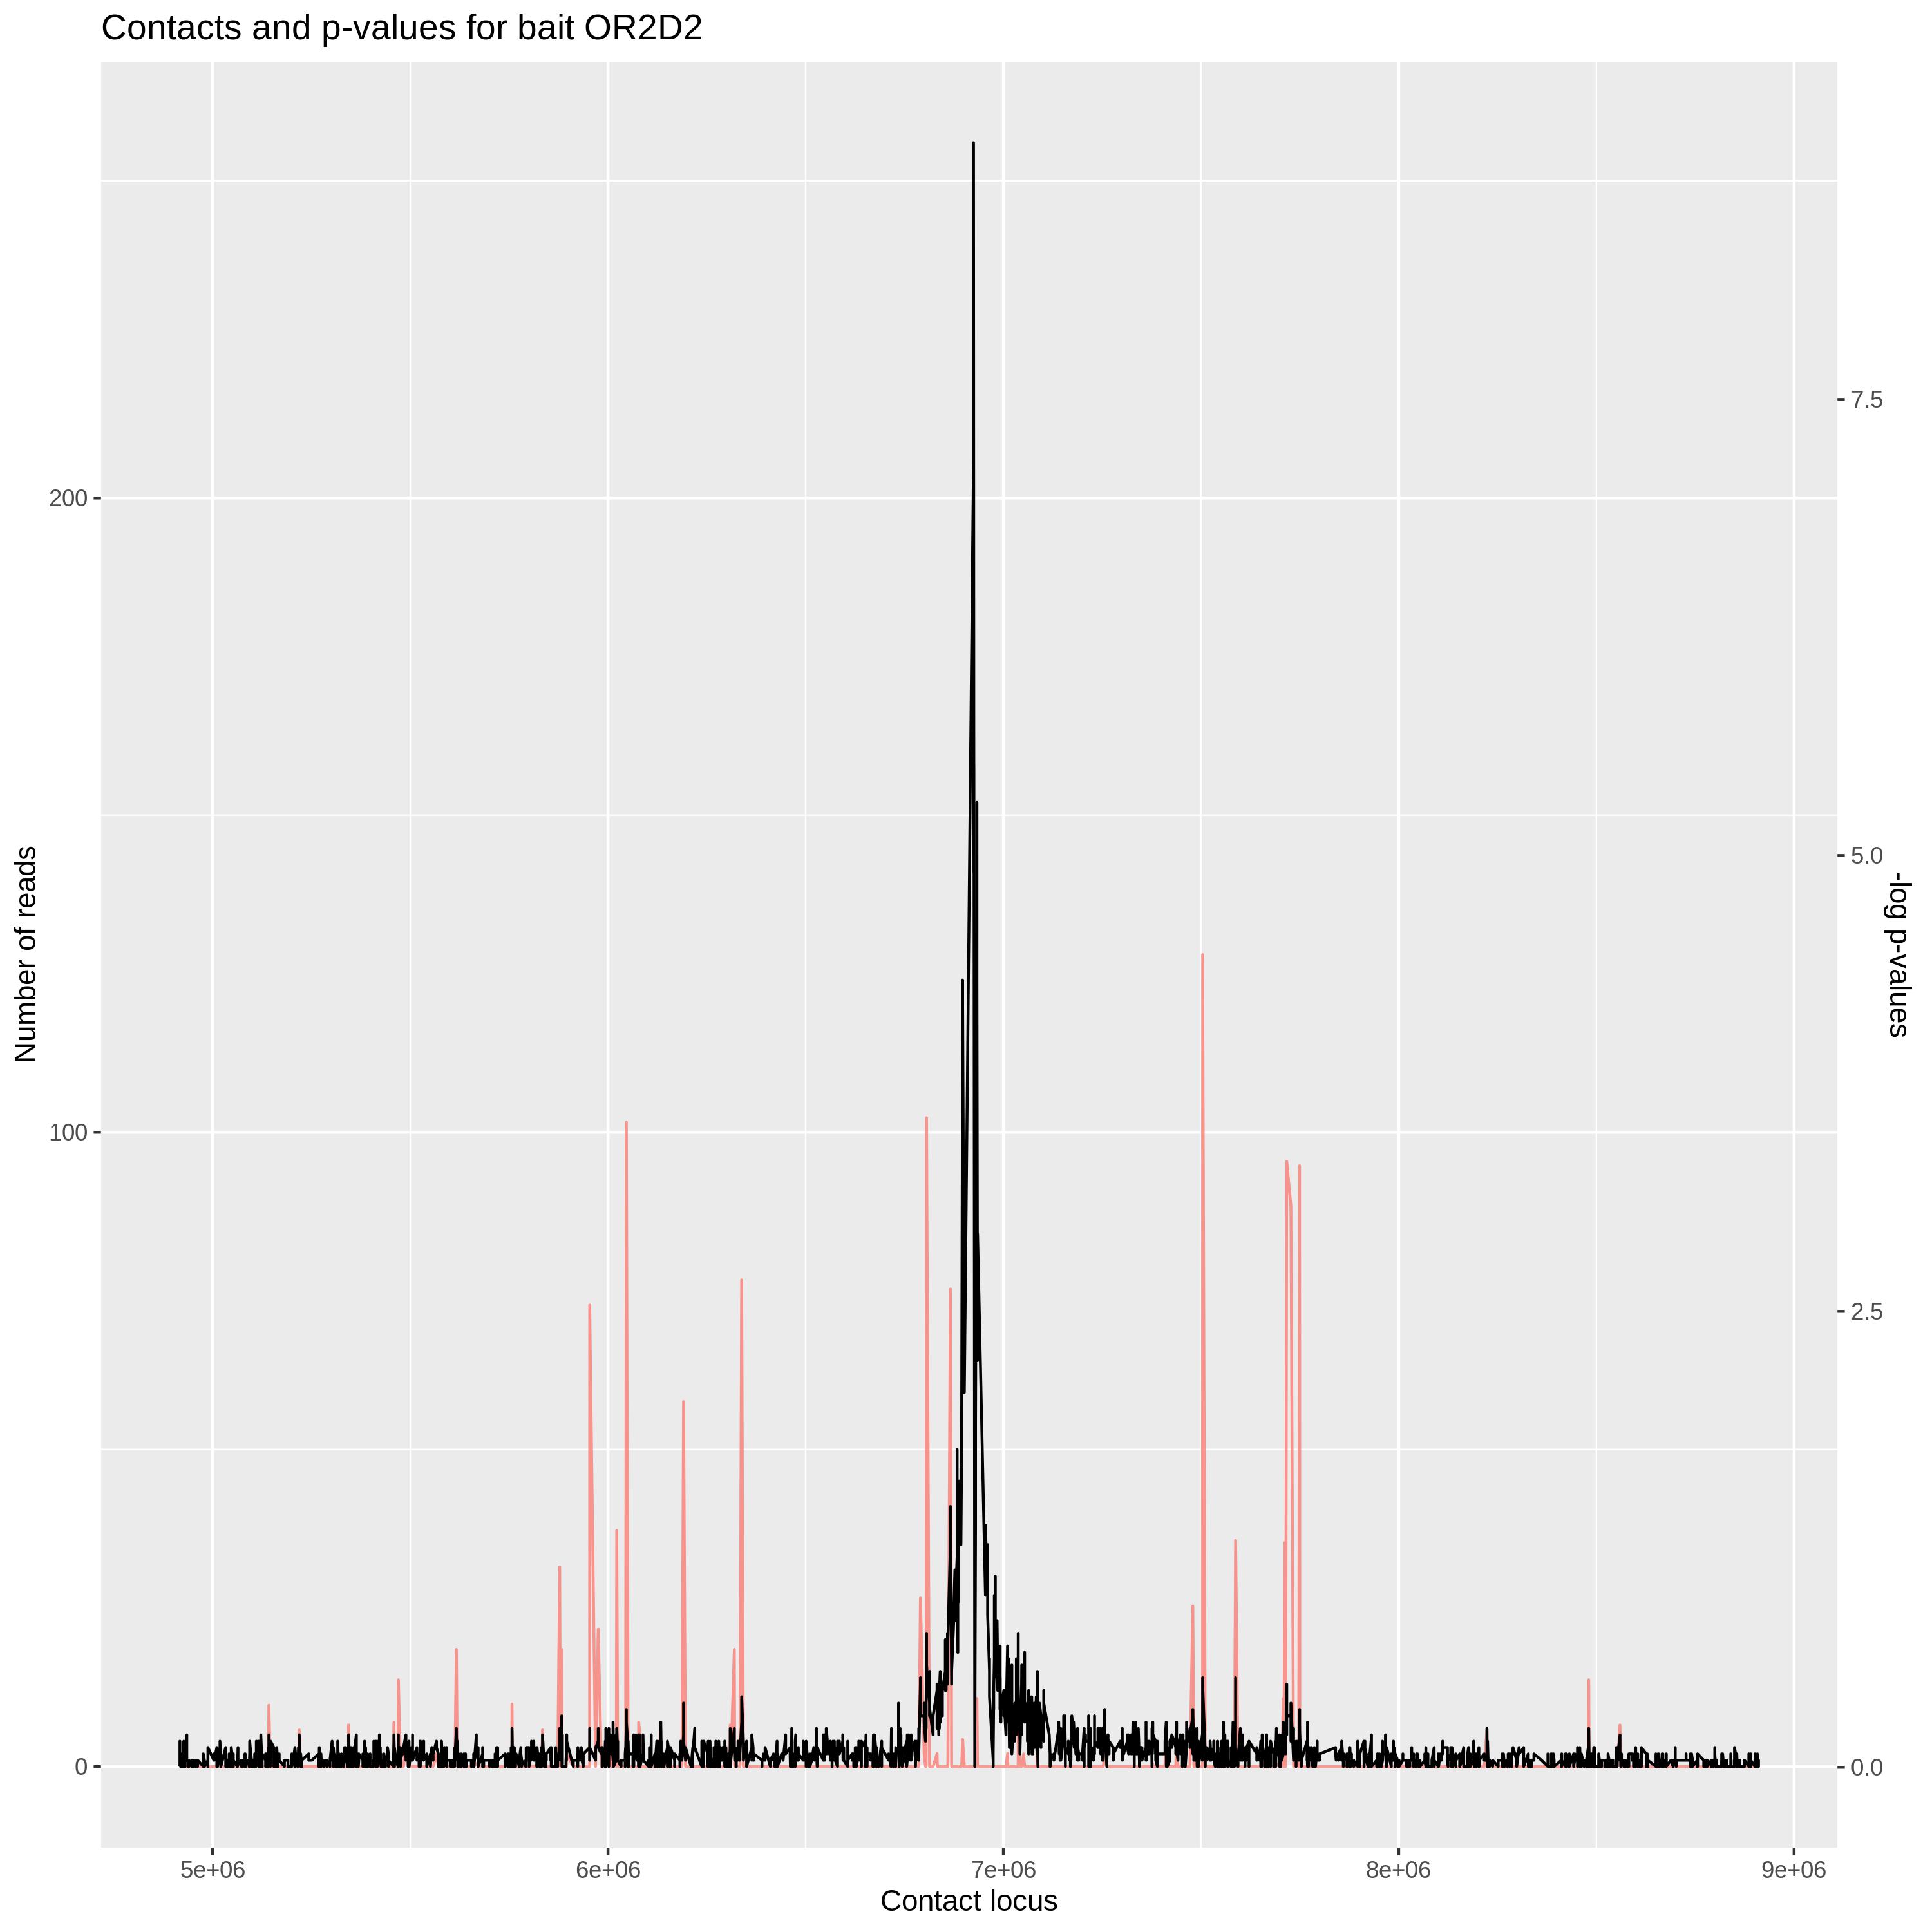 Contacts and p-values for bait OR2D2
Number of reads
200
100
0
7.5
5.0
2.5
0.0
-log p-values
5e+06
6e+06
7e+06
8e+06
9e+06
Contact locus